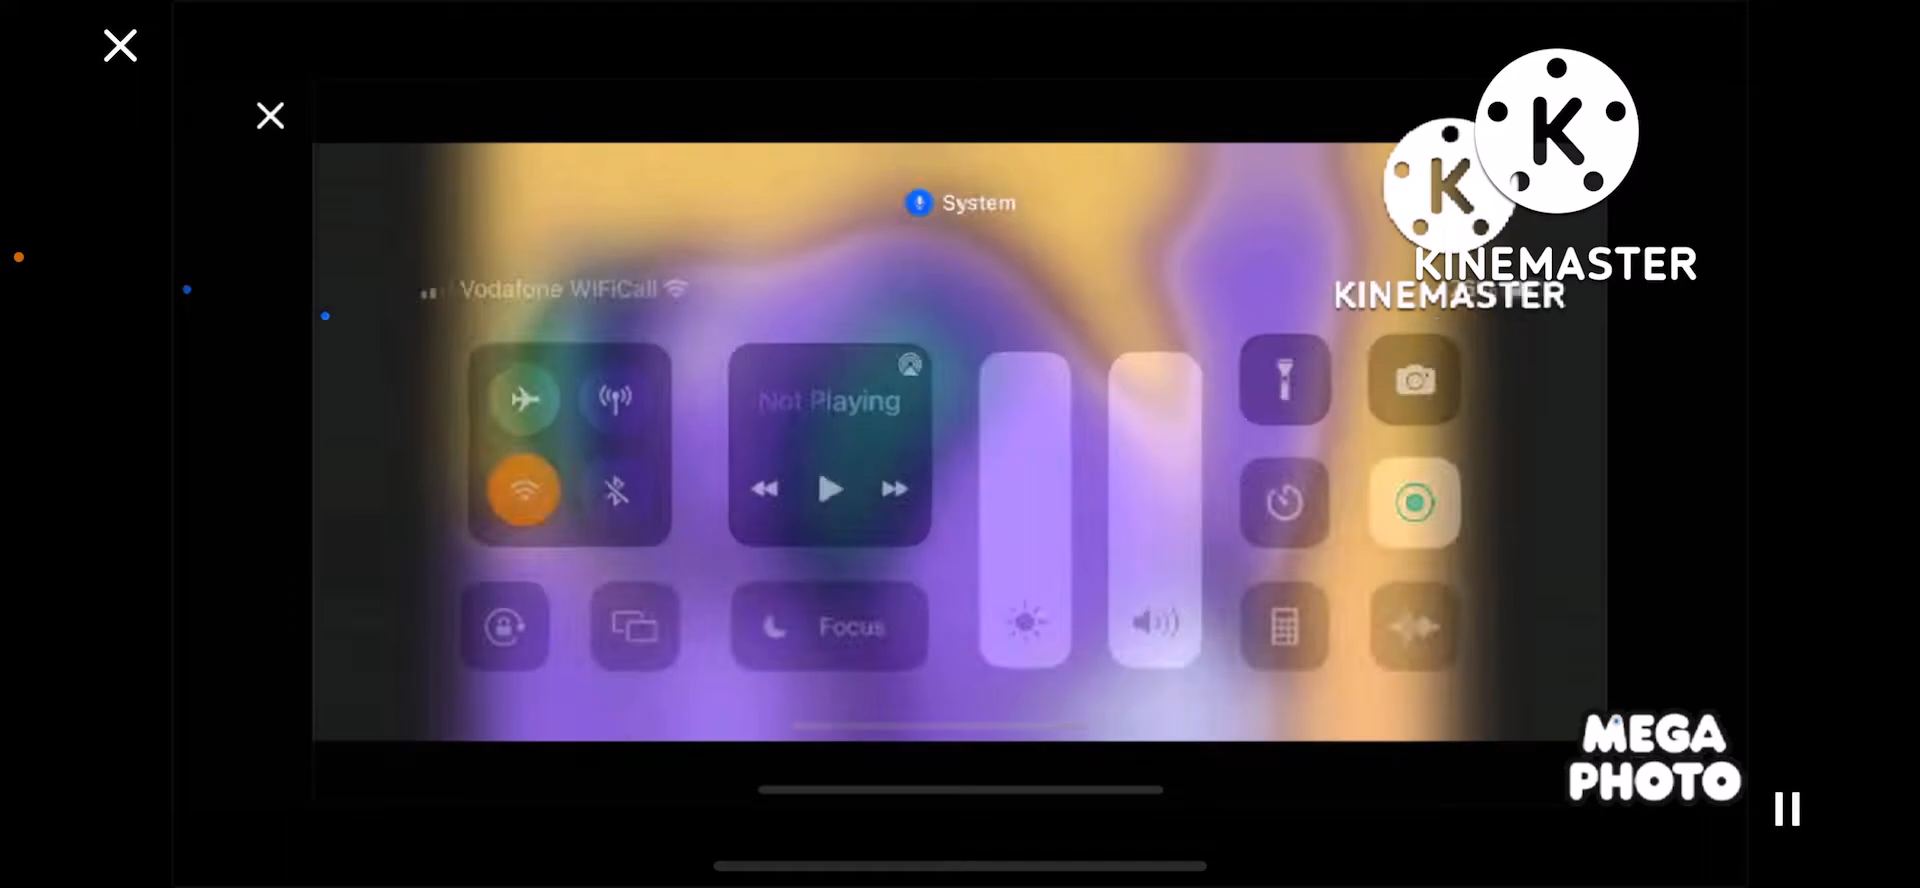 System
Vodafone WiFiCall
Not Playing
Focus
K
K
KINEMASTER
KINEMASTER
MEGA
PHOTO